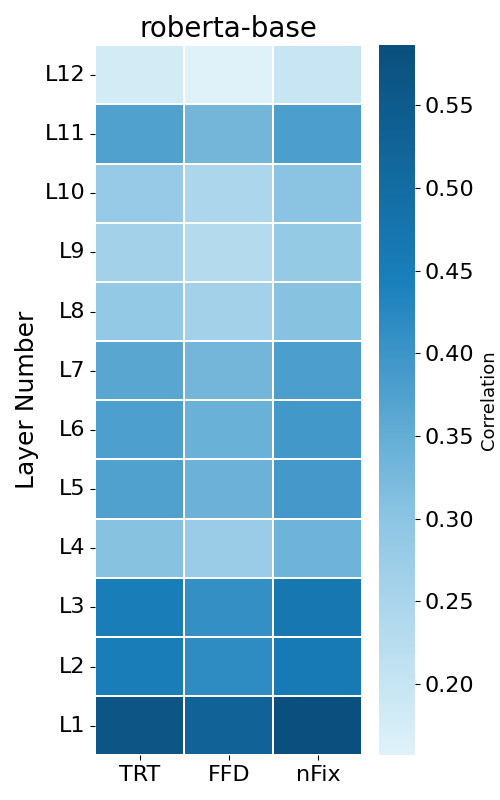 roberta-base
L12
L11
L10
L9
L8
L7
L6
L5
L4
L3
L2
L1
Layer Number
TRT FFD nFix
0.55
0.50
0.45
0.40
0.35
0.30
0.25
0.20
Correlation